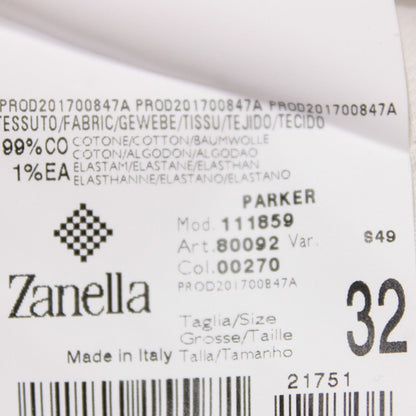 PROD201700847A PROD201700847A PROD201700847A
TESSUTO/FABRIC/GEWEBE/TISSU/TEJIDO/TECIDO
99%CO COTONE/COTTON/BAUMWOLLE
COTON/ALGODON/ALGODAO
1%EA ELASTAM/ELASTANE/ELASTHAN
ELASTHANNE/ELASTANO/ELASTANO
PARKER
Mod. 111859
Art. 80092 Var. S49
Col. 00270
PROD201700847A
Zanella
Taglia/Size
Grosse/Taille
Talla/Tamanho
32
Made in Italy
21751